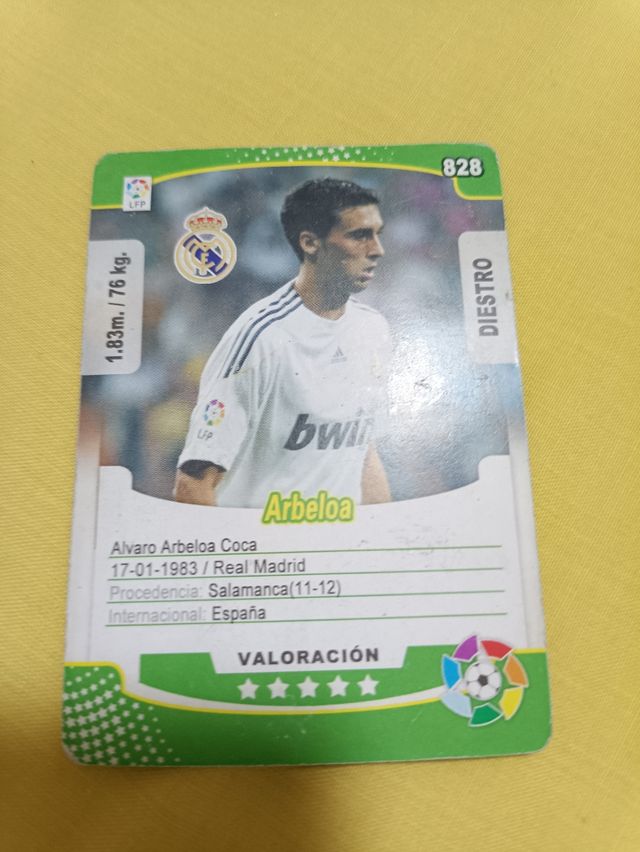 828
LFP
1.83m. / 76 kg.
DIESTRO
LFP
bwin
Arbeloa
Alvaro Arbeloa Coca
17-01-1983 / Real Madrid
Procedencia: Salamanca(11-12)
Internacional: España
VALORACIÓN